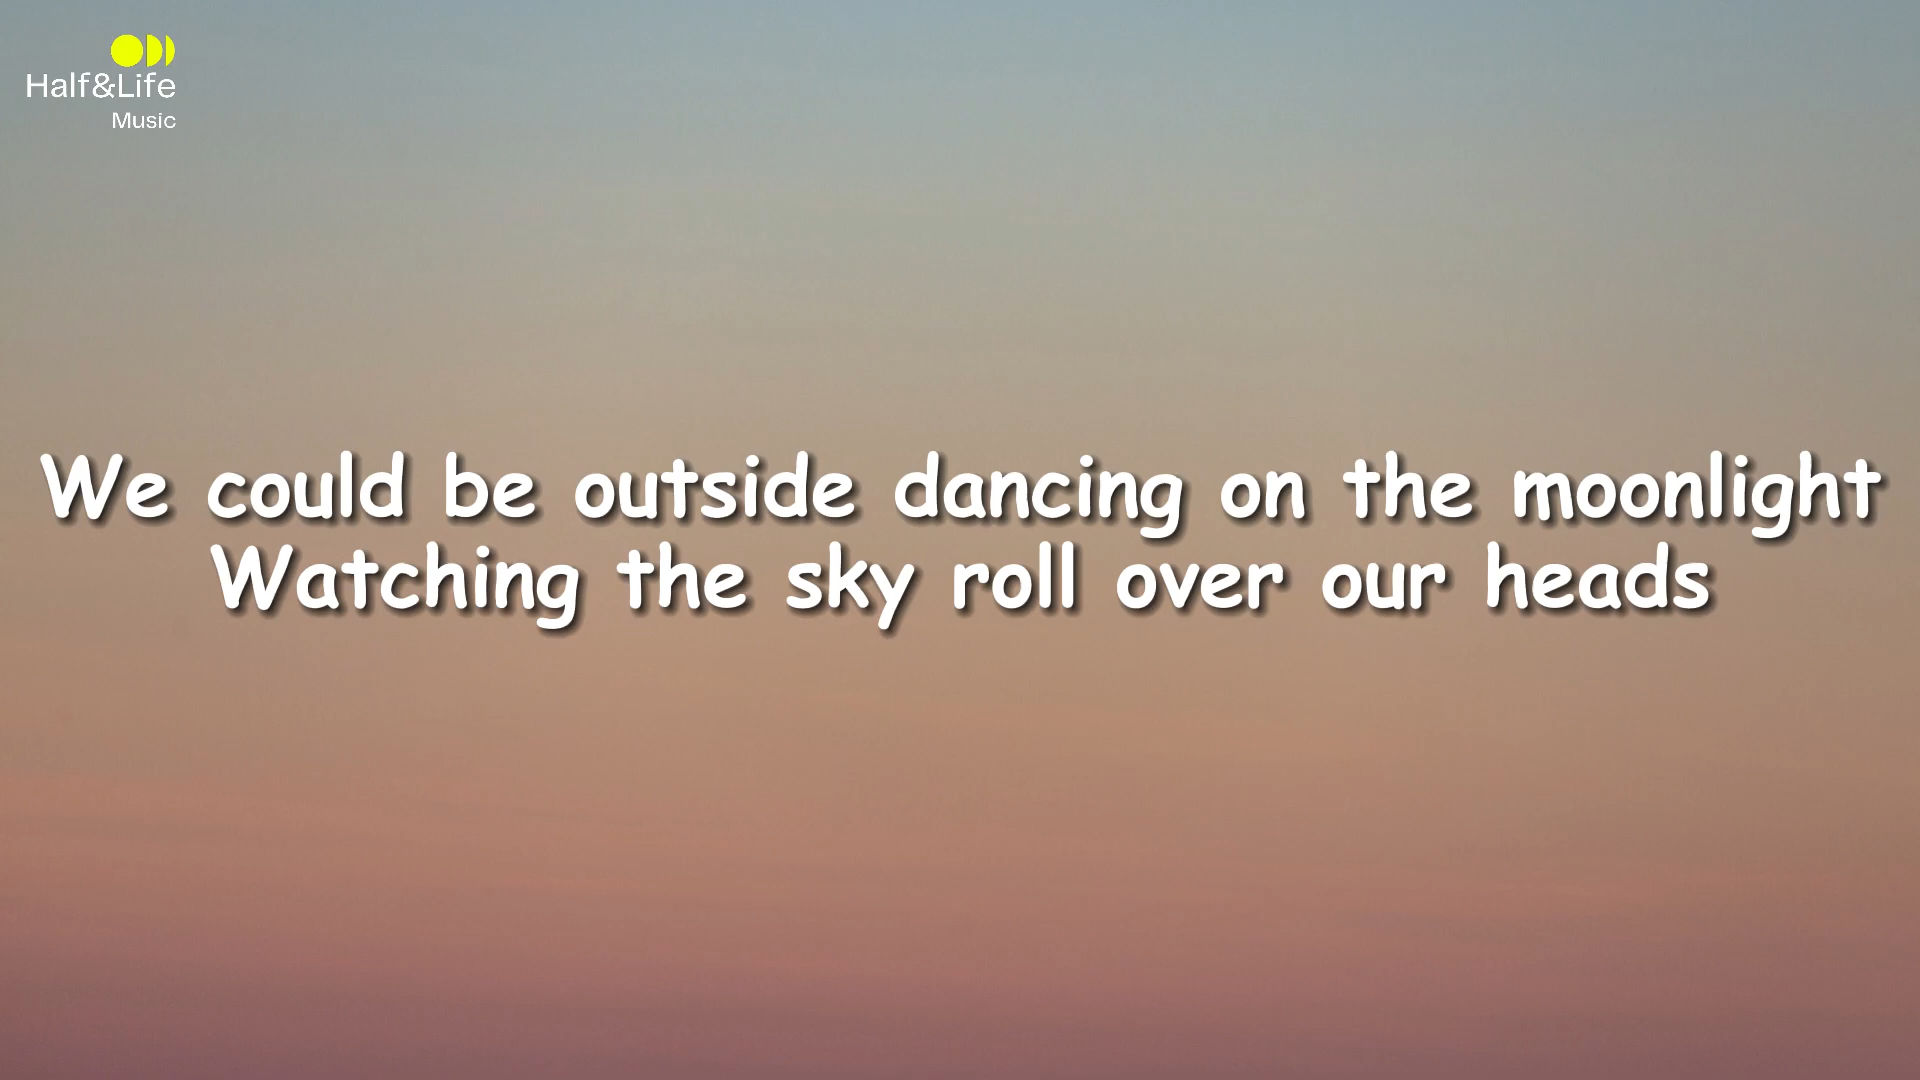 Half&Life
Music
We could be outside dancing on the moonlight
Watching the sky roll over our heads